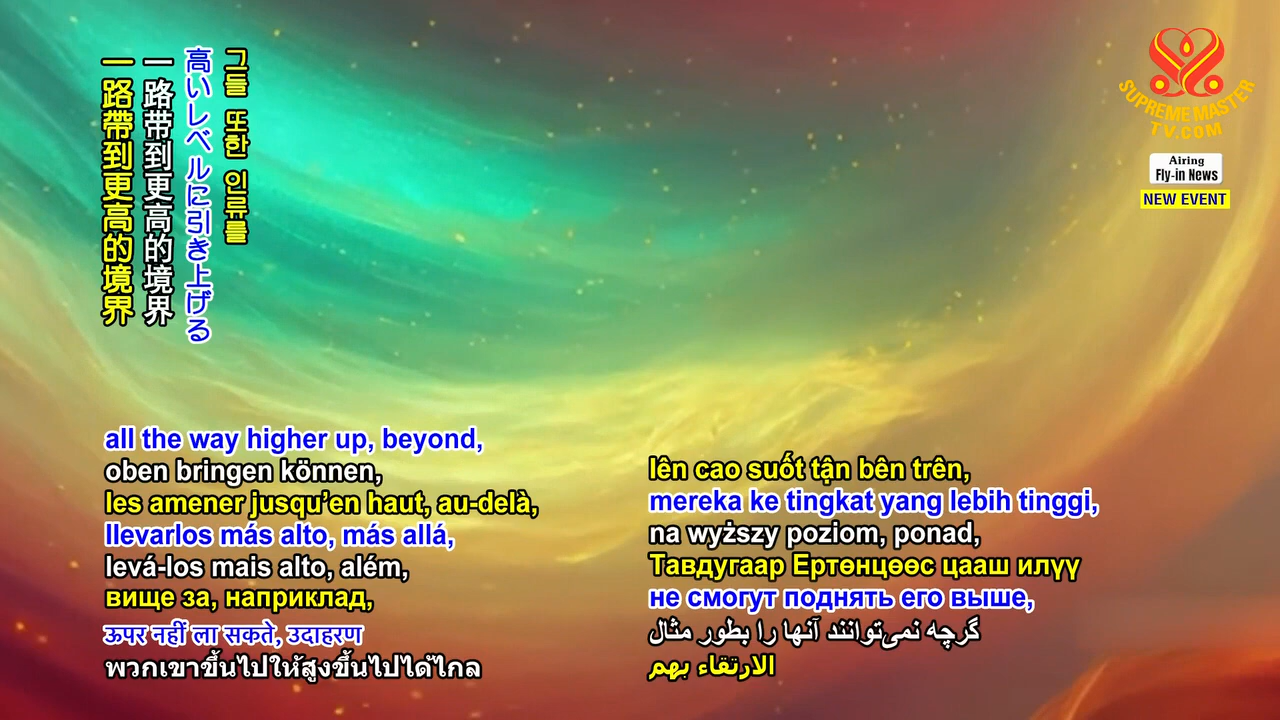 그들 또한 인류를
高いレベルに引き上げる
一路帶到更高的境界
一路帶到更高的境界
SUPREME MASTER
TV.COM
Airing
Fly-in News
NEW EVENT
all the way higher up, beyond,
oben bringen können,
les amener jusqu’en haut, au-delà,
llevarlos más alto, más allá,
levá-los mais alto, além,
вище за, наприклад,
ऊपर नहीं ला सकते, उदाहरण
พวกเขาขึ้นไปให้สูงขึ้นไปได้ไกล
lên cao suốt tận bên trên,
mereka ke tingkat yang lebih tinggi,
na wyższy poziom, ponad,
Тавдугаар Ертөнцөөс цааш илүү
не смогут поднять его выше,
گرچه نمی‌توانند آنها را بطور مثال
الارتقاء بهم